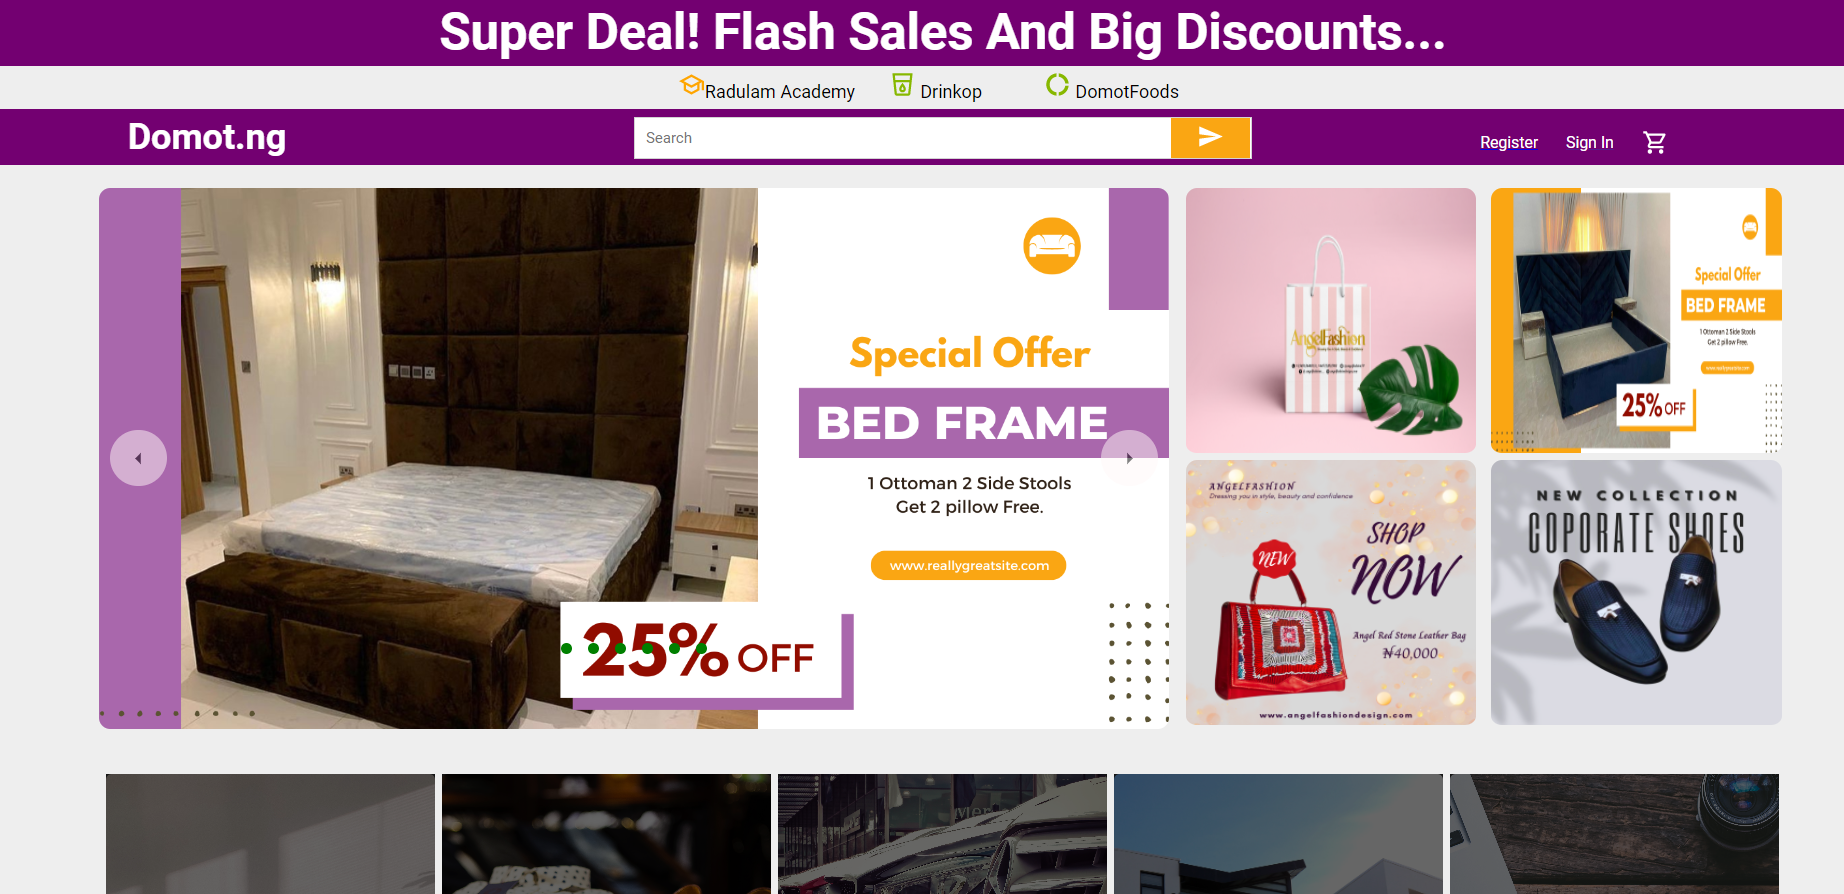 Super Deal! Flash Sales And Big Discounts...
Radulam Academy
Drinkop
DomotFoods
Domot.ng
Search
Register
Sign In
Special Offer
BED FRAME
1 Ottoman 2 Side Stools
Get 2 pillow Free.
www.reallygreatsite.com
25% OFF
AngelFashion
Special Offer
BED FRAME
1 Ottoman 2 Side Stools
Get 2 pillow Free.
www.reallygreatsite.com
25% OFF
ANGELFASHION
Dressing you in style, beauty and confidence
SHOP
NOW
NEW
Angel Red Stone Leather Bag
₦40,000
www.angelfashiondesign.com
NEW COLLECTION
COPORATE SHOES